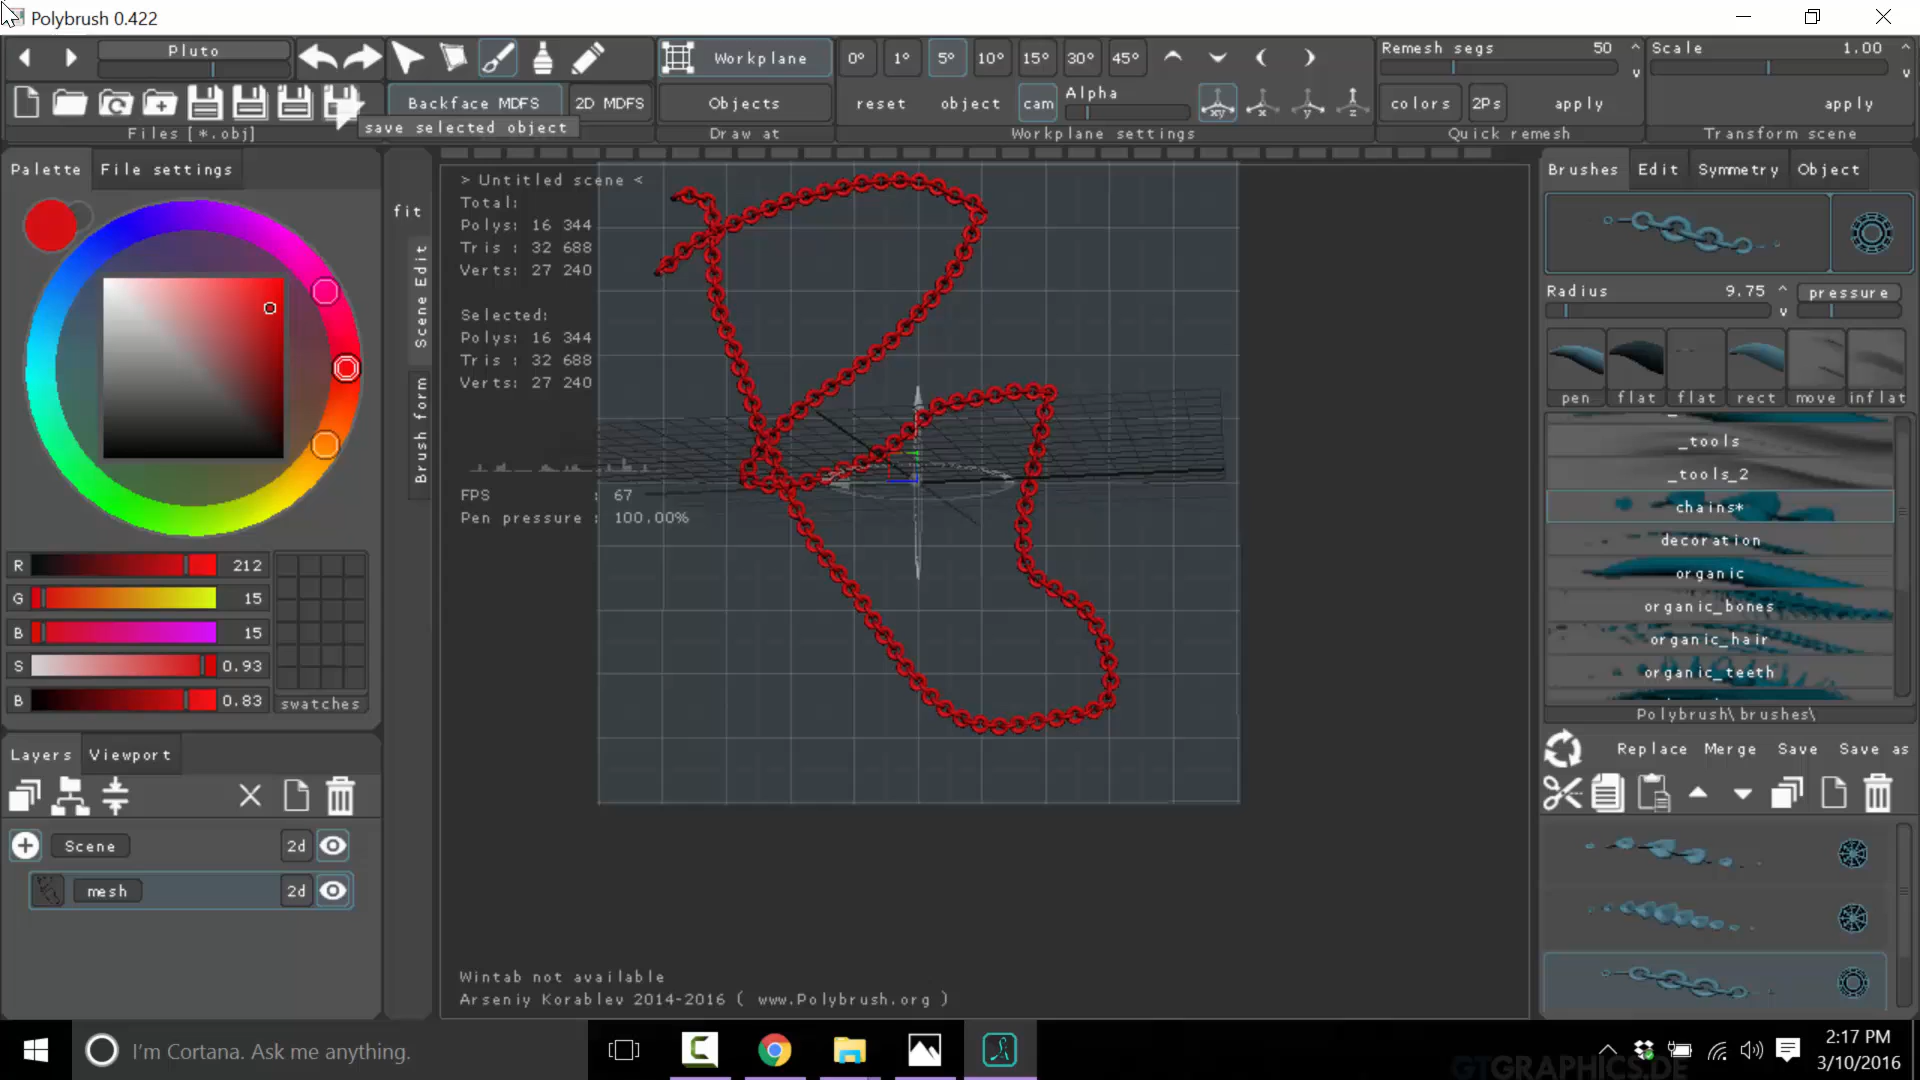 Polybrush 0.422
Pluto
Workplane
0° 1° 5° 10° 15° 30° 45°
Remesh segs 50
Scale 1.00
Backface MDFS 2D MDFS
Objects
reset object cam Alpha
xy x y z
colors 2Ps apply
apply
Files [*.obj]
save selected object
Draw at
Workplane settings
Quick remesh
Transform scene
Palette File settings
fit
Scene Edit
Brush form
> Untitled scene <
Total:
Polys: 16 344
Tris : 32 688
Verts: 27 240
Selected:
Polys: 16 344
Tris : 32 688
Verts: 27 240
FPS : 67
Pen pressure : 100.00%
Wintab not available
Arseniy Korablev 2014-2016 ( www.Polybrush.org )
R 212
G 15
B 15
S 0.93
B 0.83
swatches
Layers Viewport
Scene 2d
mesh 2d
Brushes Edit Symmetry Object
Radius 9.75 pressure
pen flat flat rect move inflat
_tools
_tools_2
chains*
decoration
organic
organic_bones
organic_hair
organic_teeth
Polybrush\brushes\
Replace Merge Save Save as
I'm Cortana. Ask me anything.
2:17 PM
3/10/2016
GTGRAPHICS.DE